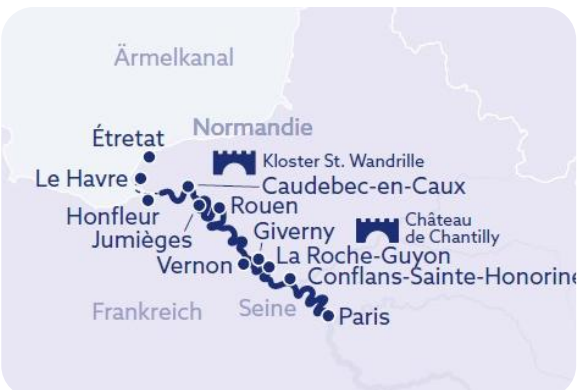 Ärmelkanal
Normandie
Étretat
Kloster St. Wandrille
Le Havre
Caudebec-en-Caux
Honfleur
Rouen
Château
de Chantilly
Jumièges
Giverny
La Roche-Guyon
Vernon
Conflans-Sainte-Honorine
Frankreich
Seine
Paris